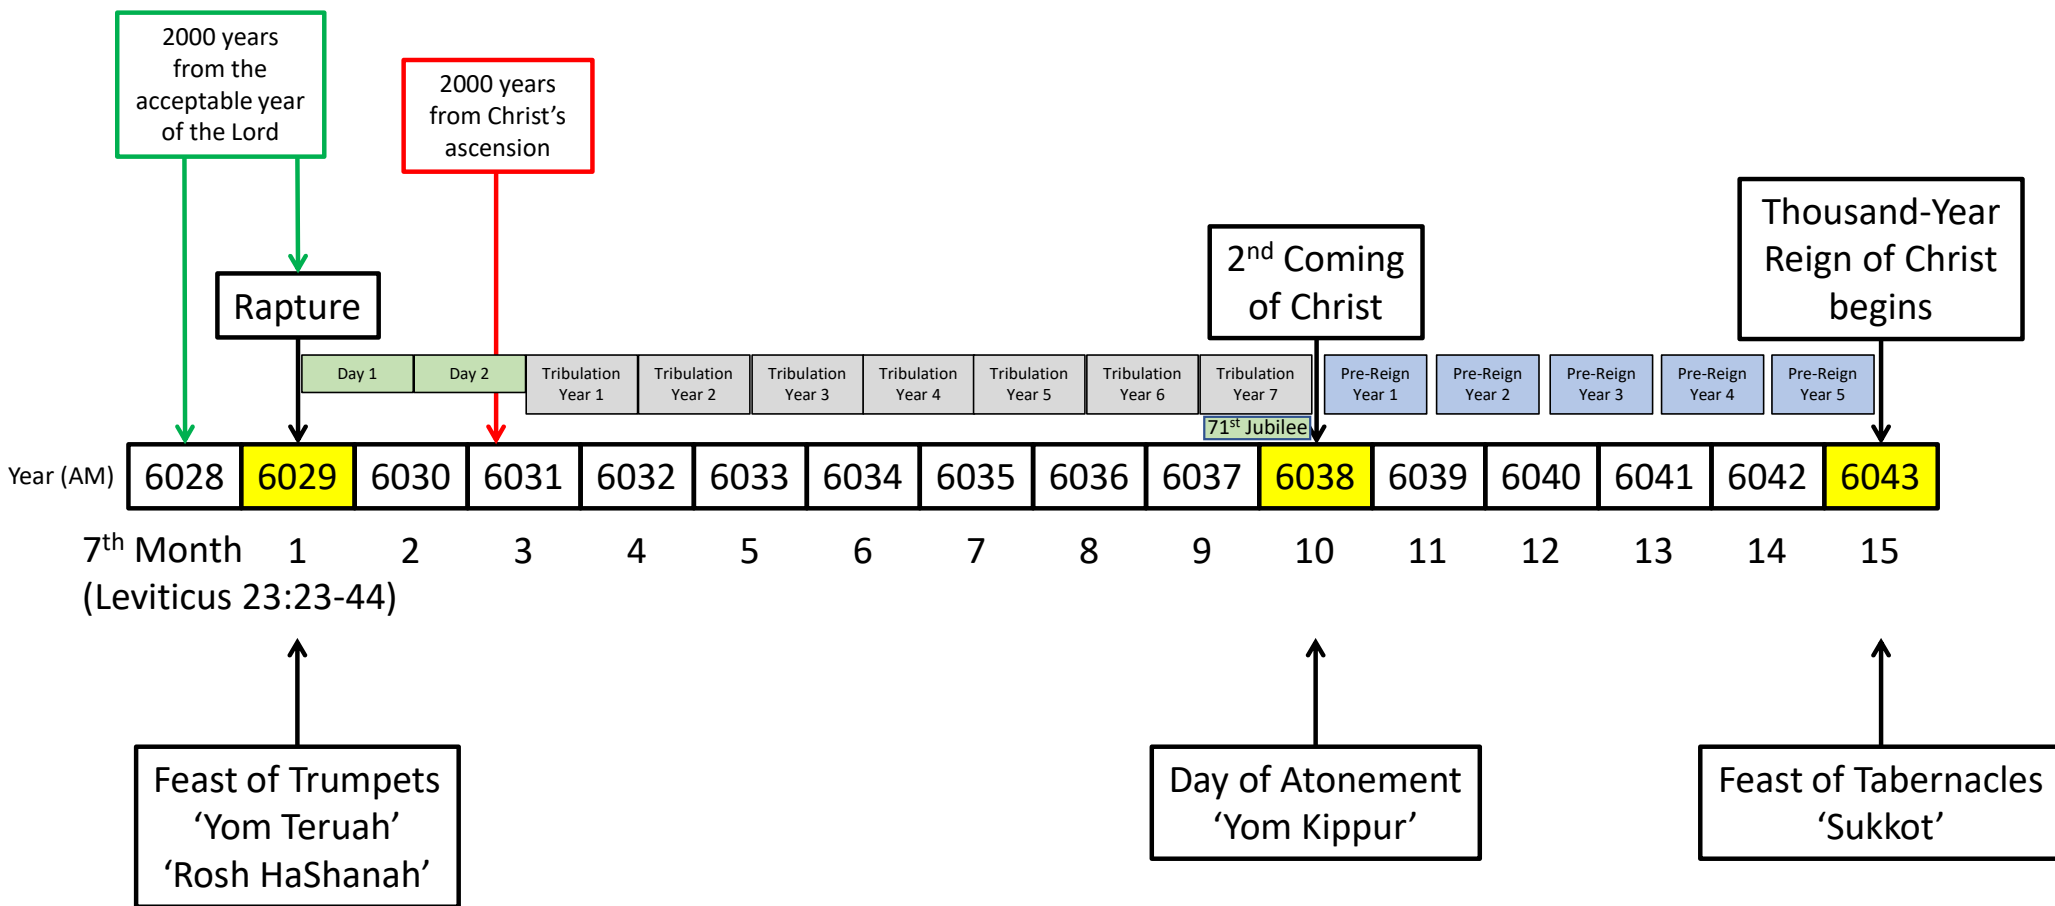 2000 years
from the
acceptable year
of the Lord
2000 years
from Christ’s
ascension
Rapture
2nd Coming
of Christ
Thousand-Year
Reign of Christ
begins
Day 1
Day 2
Tribulation
Year 1
Tribulation
Year 2
Tribulation
Year 3
Tribulation
Year 4
Tribulation
Year 5
Tribulation
Year 6
Tribulation
Year 7
Pre-Reign
Year 1
Pre-Reign
Year 2
Pre-Reign
Year 3
Pre-Reign
Year 4
Pre-Reign
Year 5
71st Jubilee
Year (AM) 6028 6029 6030 6031 6032 6033 6034 6035 6036 6037 6038 6039 6040 6041 6042 6043
7th Month 1 2 3 4 5 6 7 8 9 10 11 12 13 14 15
(Leviticus 23:23-44)
Feast of Trumpets
‘Yom Teruah’
‘Rosh HaShanah’
Day of Atonement
‘Yom Kippur’
Feast of Tabernacles
‘Sukkot’